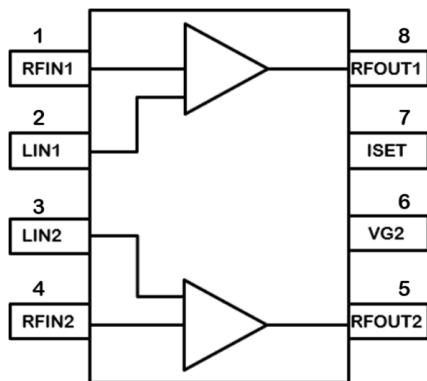 1
RFIN1
2
LIN1
3
LIN2
4
RFIN2
8
RFOUT1
7
ISET
6
VG2
5
RFOUT2